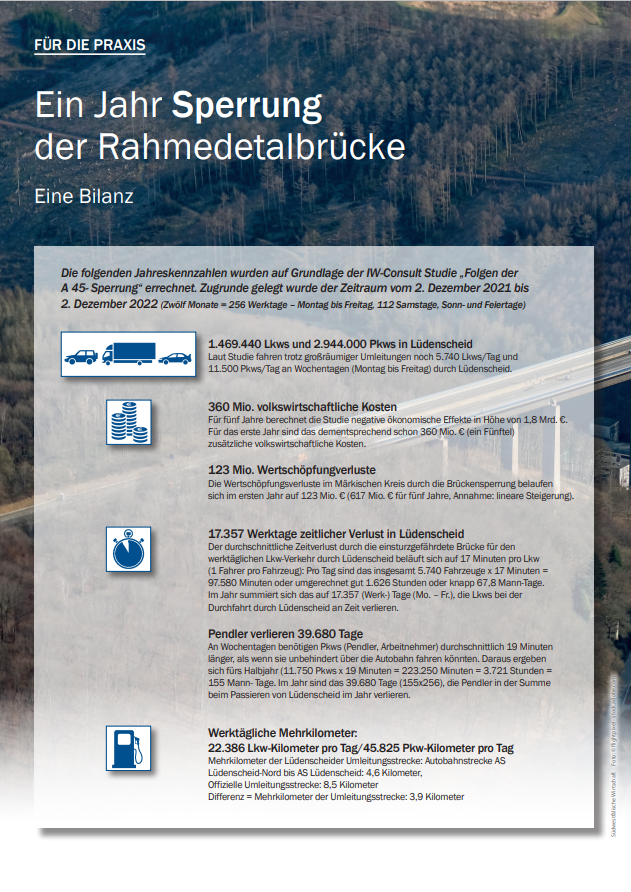 FÜR DIE PRAXIS
Ein Jahr Sperrung
der Rahmedetalbrücke
Eine Bilanz
Die folgenden Jahreskennzahlen wurden auf Grundlage der IW-Consult Studie „Folgen der
A 45- Sperrung“ errechnet. Zugrunde gelegt wurde der Zeitraum vom 2. Dezember 2021 bis
2. Dezember 2022 (Zwölf Monate = 256 Werktage – Montag bis Freitag, 112 Samstage, Sonn- und Feiertage)
1.469.440 Lkws und 2.944.000 Pkws in Lüdenscheid
Laut Studie fahren trotz großräumiger Umleitungen noch 5.740 Lkws/Tag und
11.500 Pkws/Tag an Wochentagen (Montag bis Freitag) durch Lüdenscheid.
360 Mio. volkswirtschaftliche Kosten
Für fünf Jahre berechnet die Studie negative ökonomische Effekte in Höhe von 1,8 Mrd. €.
Für das erste Jahr sind das dementsprechend schon 360 Mio. € (ein Fünftel)
zusätzliche volkswirtschaftliche Kosten.
123 Mio. Wertschöpfungverluste
Die Wertschöpfungsverluste im Märkischen Kreis durch die Brückensperrung belaufen
sich im ersten Jahr auf 123 Mio. € (617 Mio. € für fünf Jahre, Annahme: lineare Steigerung).
17.357 Werktage zeitlicher Verlust in Lüdenscheid
Der durchschnittliche Zeitverlust durch die einsturzgefährdete Brücke für den
werktäglichen Lkw-Verkehr durch Lüdenscheid beläuft sich auf 17 Minuten pro Lkw
(1 Fahrer pro Fahrzeug): Pro Tag sind das insgesamt 5.740 Fahrzeuge x 17 Minuten =
97.580 Minuten oder umgerechnet gut 1.626 Stunden oder knapp 67,8 Mann-Tage.
Im Jahr summiert sich das auf 17.357 (Werk-) Tage (Mo. – Fr.), die Lkws bei der
Durchfahrt durch Lüdenscheid an Zeit verlieren.
Pendler verlieren 39.680 Tage
An Wochentagen benötigen Pkws (Pendler, Arbeitnehmer) durchschnittlich 19 Minuten
länger, als wenn sie unbehindert über die Autobahn fahren könnten. Daraus ergeben
sich fürs Halbjahr (11.750 Pkws x 19 Minuten = 223.250 Minuten = 3.721 Stunden =
155 Mann- Tage. Im Jahr sind das 39.680 Tage (155x256), die Pendler in der Summe
beim Passieren von Lüdenscheid im Jahr verlieren.
Werktägliche Mehrkilometer:
22.386 Lkw-Kilometer pro Tag/45.825 Pkw-Kilometer pro Tag
Mehrkilometer der Lüdenscheider Umleitungsstrecke: Autobahnstrecke AS
Lüdenscheid-Nord bis AS Lüdenscheid: 4,6 Kilometer,
Offizielle Umleitungsstrecke: 8,5 Kilometer
Differenz = Mehrkilometer der Umleitungsstrecke: 3,9 Kilometer
Südwestfälische Wirtschaft